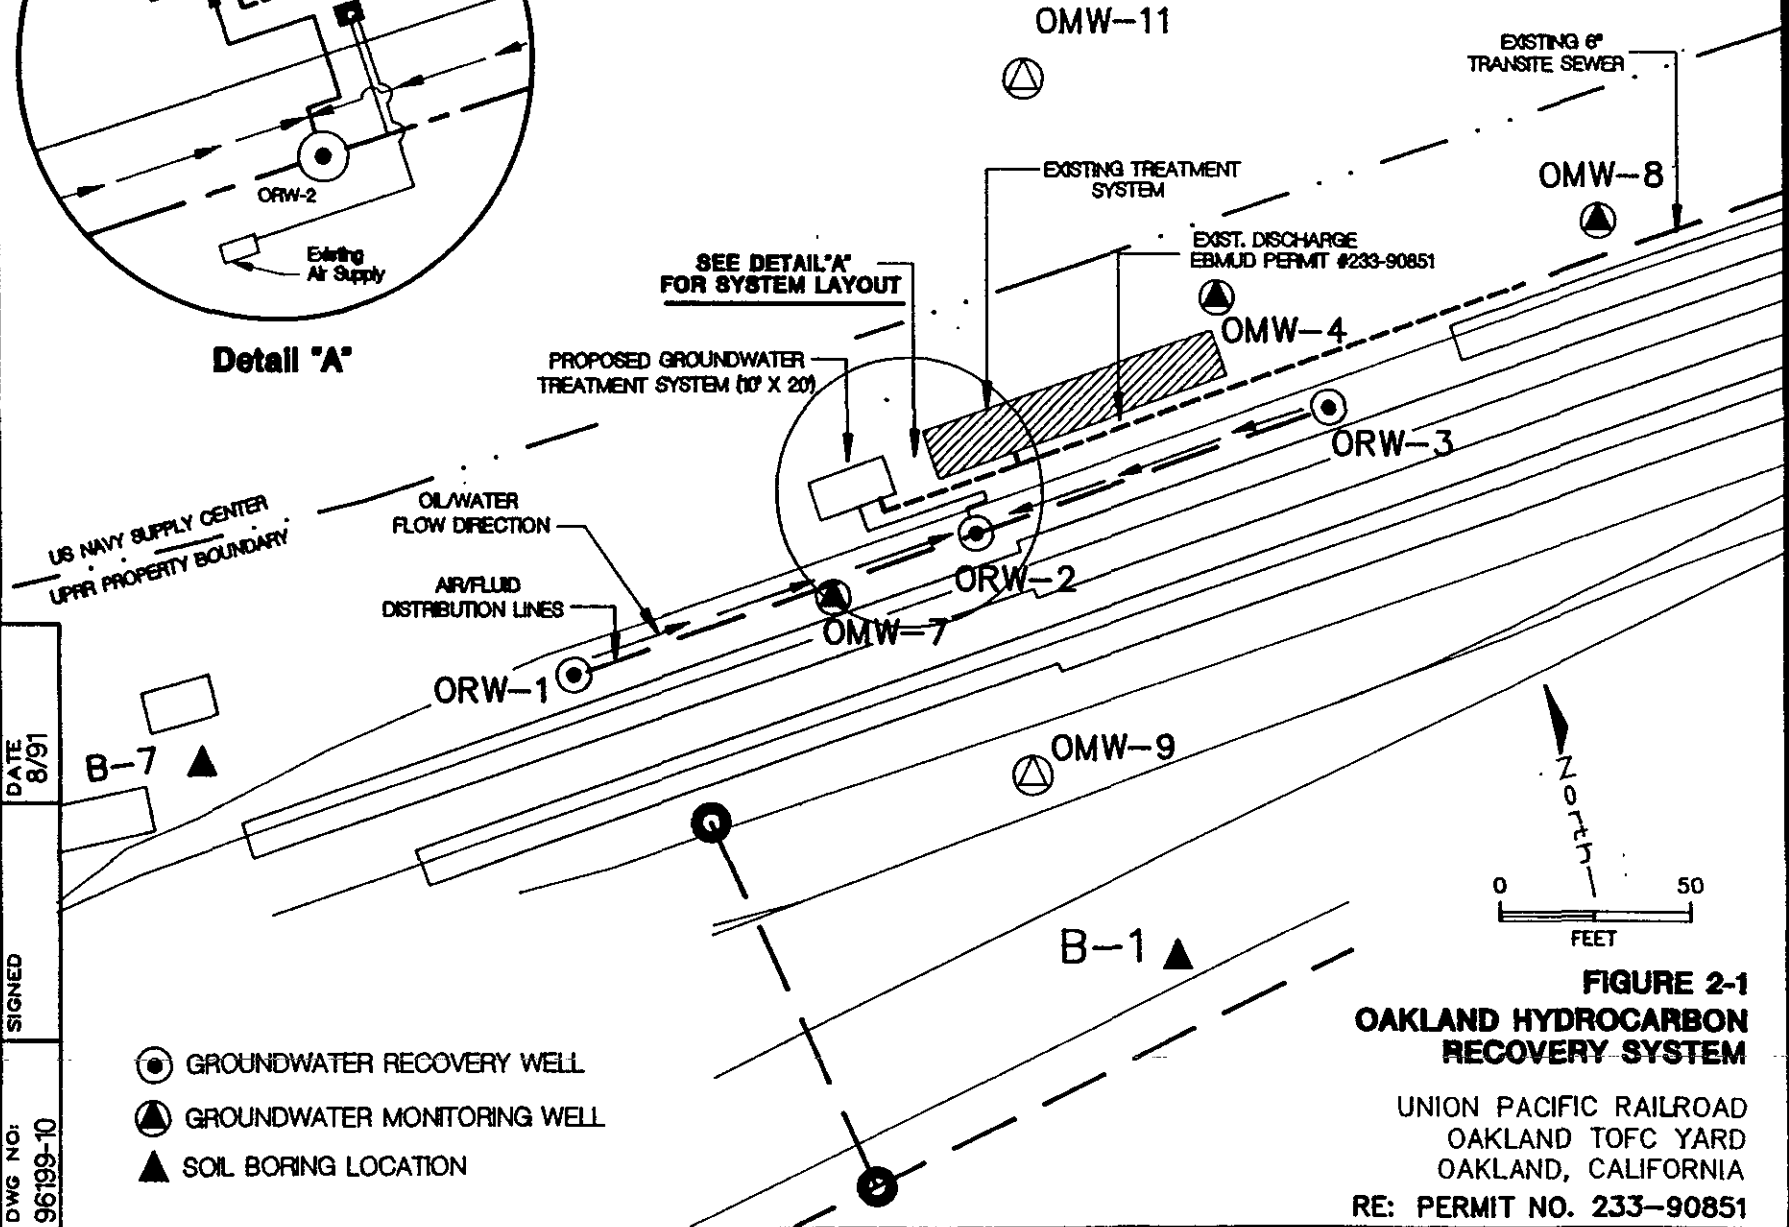 OMW-11
EXISTING 6"
TRANSITE SEWER
EXISTING TREATMENT
SYSTEM
OMW-8
ORW-2
Existing
Air Supply
SEE DETAIL "A"
FOR SYSTEM LAYOUT
EXIST. DISCHARGE
EBMUD PERMIT #233-90851
OMW-4
Detail "A"
PROPOSED GROUNDWATER
TREATMENT SYSTEM (10' X 20')
ORW-3
OIL/WATER
FLOW DIRECTION
US NAVY SUPPLY CENTER
UPRR PROPERTY BOUNDARY
AIR/FLUID
DISTRIBUTION LINES
ORW-2
OMW-7
ORW-1
B-7
OMW-9
North
0 50
FEET
B-1
FIGURE 2-1
OAKLAND HYDROCARBON
RECOVERY SYSTEM
UNION PACIFIC RAILROAD
OAKLAND TOFC YARD
OAKLAND, CALIFORNIA
RE: PERMIT NO. 233-90851
GROUNDWATER RECOVERY WELL
GROUNDWATER MONITORING WELL
SOIL BORING LOCATION
DATE
8/91
SIGNED
DWG NO:
96199-10